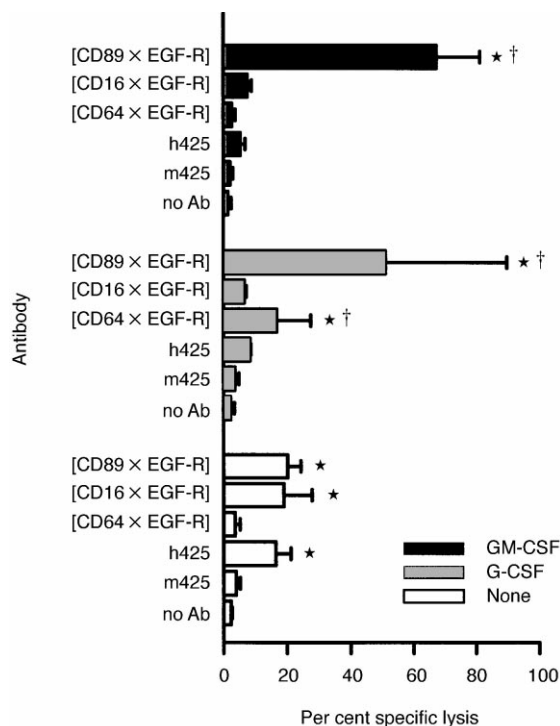 Antibody
[CD89 × EGF-R] ★ †
[CD16 × EGF-R]
[CD64 × EGF-R]
h425
m425
no Ab
[CD89 × EGF-R] ★ †
[CD16 × EGF-R]
[CD64 × EGF-R] ★ †
h425
m425
no Ab
[CD89 × EGF-R] ★
[CD16 × EGF-R] ★
[CD64 × EGF-R]
h425 ★
m425
no Ab
GM-CSF
G-CSF
None
0 20 40 60 80 100
Per cent specific lysis